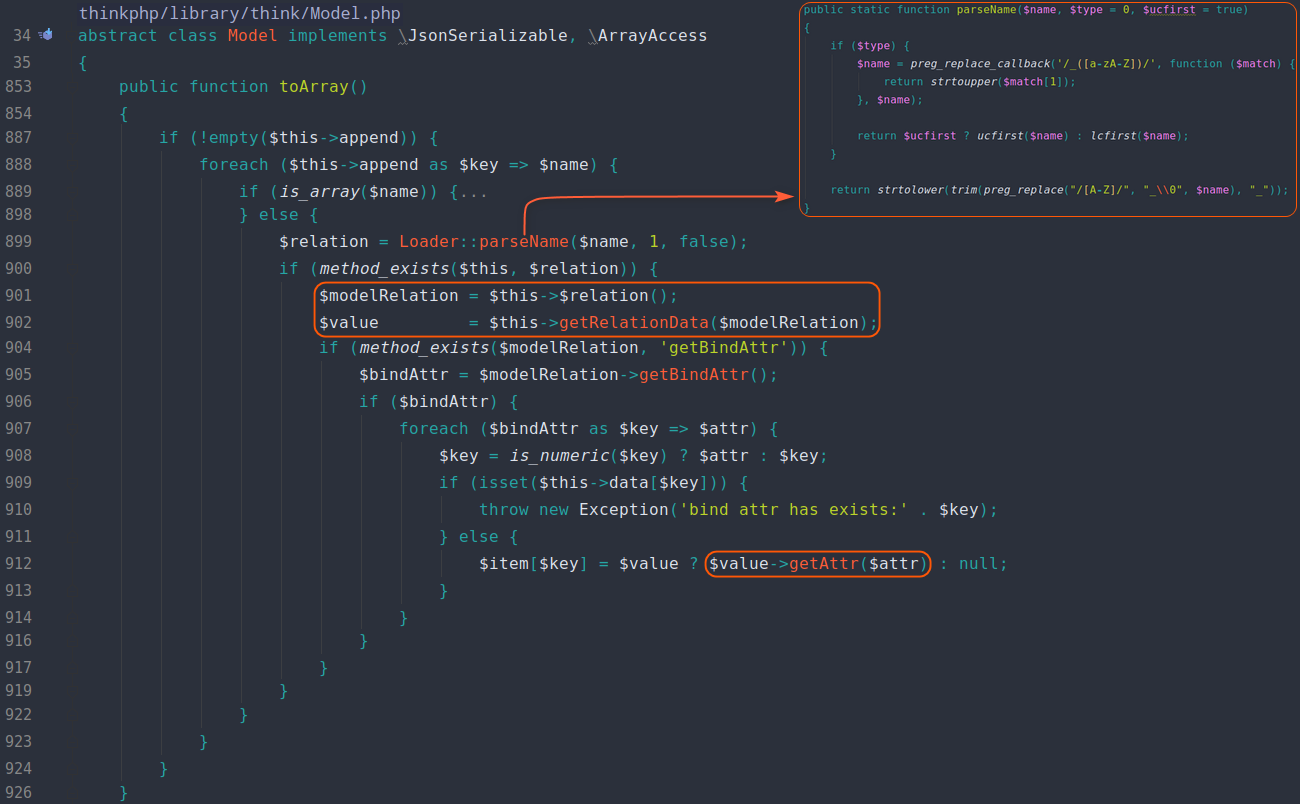 thinkphp/library/think/Model.php
34 abstract class Model implements \JsonSerializable, \ArrayAccess
35 {
853     public function toArray()
854     {
887         if (!empty($this->append)) {
888             foreach ($this->append as $key => $name) {
889                 if (is_array($name)) {...
898                 } else {
899                     $relation = Loader::parseName($name, 1, false);
900                     if (method_exists($this, $relation)) {
901                         $modelRelation = $this->$relation();
902                         $value         = $this->getRelationData($modelRelation);
904                         if (method_exists($modelRelation, 'getBindAttr')) {
905                             $bindAttr = $modelRelation->getBindAttr();
906                             if ($bindAttr) {
907                                 foreach ($bindAttr as $key => $attr) {
908                                     $key = is_numeric($key) ? $attr : $key;
909                                     if (isset($this->data[$key])) {
910                                         throw new Exception('bind attr has exists:' . $key);
911                                     } else {
912                                         $item[$key] = $value ? $value->getAttr($attr) : null;
913                                     }
914                                 }
916                             }
917                         }
919                     }
922                 }
923             }
924         }
926     }
public static function parseName($name, $type = 0, $ucfirst = true)
{
    if ($type) {
        $name = preg_replace_callback('/_([a-zA-Z])/', function ($match) {
            return strtoupper($match[1]);
        }, $name);
        return $ucfirst ? ucfirst($name) : lcfirst($name);
    }
    return strtolower(trim(preg_replace("/[A-Z]/", "_\\0", $name), "_"));
}